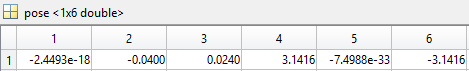 pose <1x6 double>
1 2 3 4 5 6
1 -2.4493e-18 -0.0400 0.0240 3.1416 -7.4988e-33 -3.1416